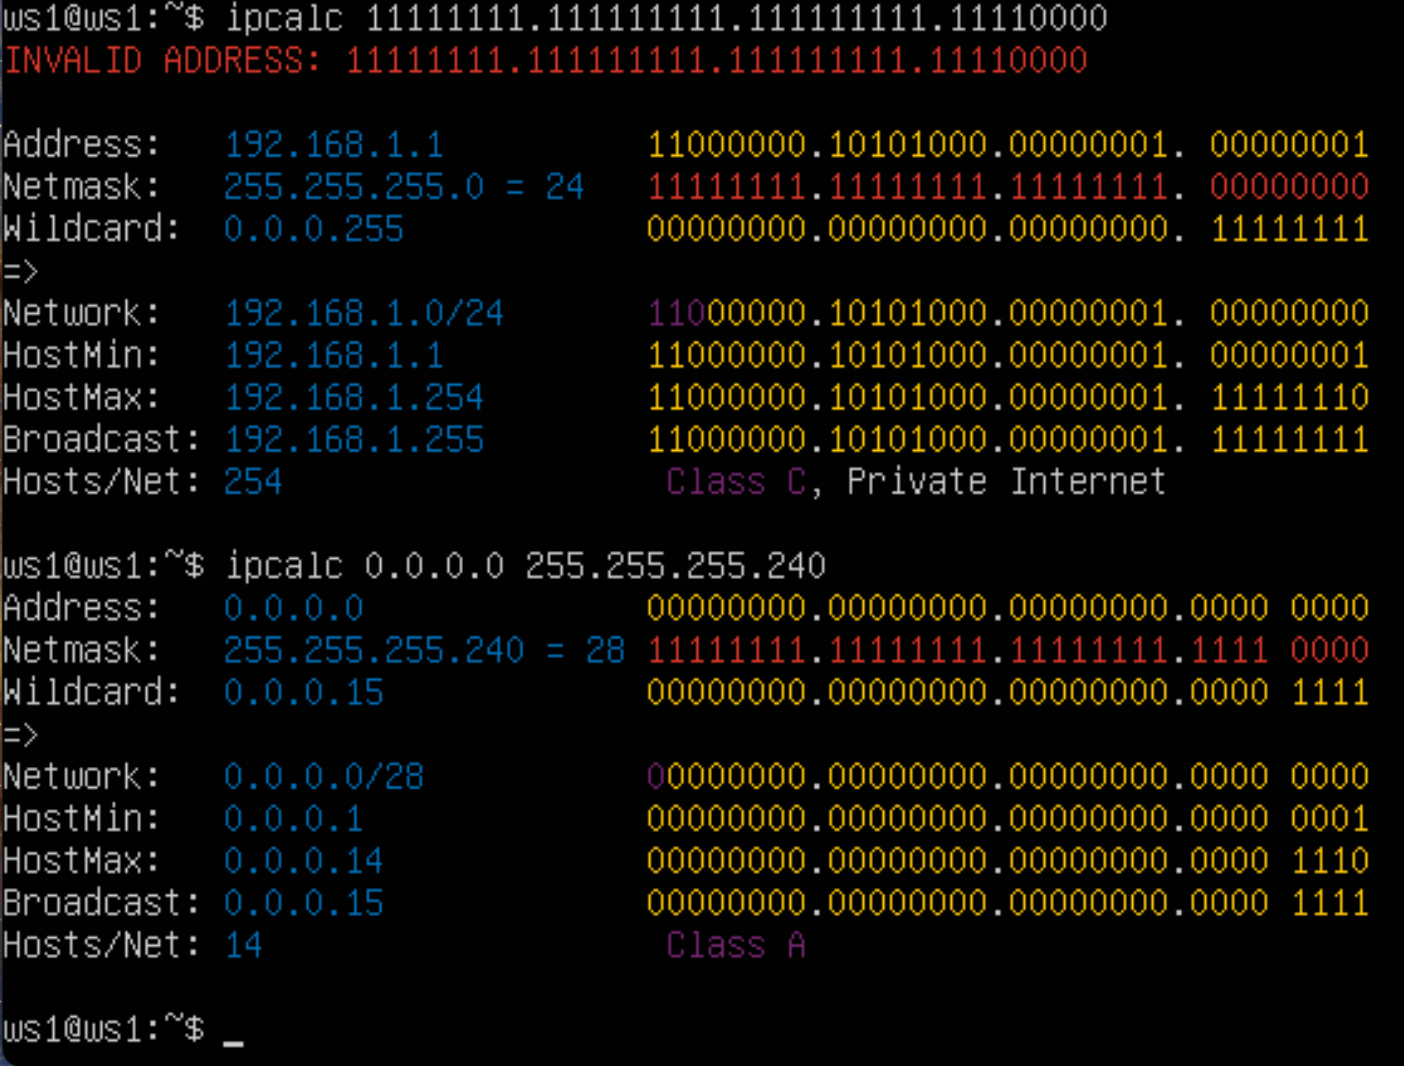 ws1@ws1:~$ ipcalc 11111111.111111111.111111111.11110000
INVALID ADDRESS: 11111111.111111111.111111111.11110000
Address: 192.168.1.1 11000000.10101000.00000001. 00000001
Netmask: 255.255.255.0 = 24 11111111.11111111.11111111. 00000000
Wildcard: 0.0.0.255 00000000.00000000.00000000. 11111111
=>
Network: 192.168.1.0/24 11000000.10101000.00000001. 00000000
HostMin: 192.168.1.1 11000000.10101000.00000001. 00000001
HostMax: 192.168.1.254 11000000.10101000.00000001. 11111110
Broadcast: 192.168.1.255 11000000.10101000.00000001. 11111111
Hosts/Net: 254 Class C, Private Internet
ws1@ws1:~$ ipcalc 0.0.0.0 255.255.255.240
Address: 0.0.0.0 00000000.00000000.00000000.0000 0000
Netmask: 255.255.255.240 = 28 11111111.11111111.11111111.1111 0000
Wildcard: 0.0.0.15 00000000.00000000.00000000.0000 1111
=>
Network: 0.0.0.0/28 00000000.00000000.00000000.0000 0000
HostMin: 0.0.0.1 00000000.00000000.00000000.0000 0001
HostMax: 0.0.0.14 00000000.00000000.00000000.0000 1110
Broadcast: 0.0.0.15 00000000.00000000.00000000.0000 1111
Hosts/Net: 14 Class A
ws1@ws1:~$ _